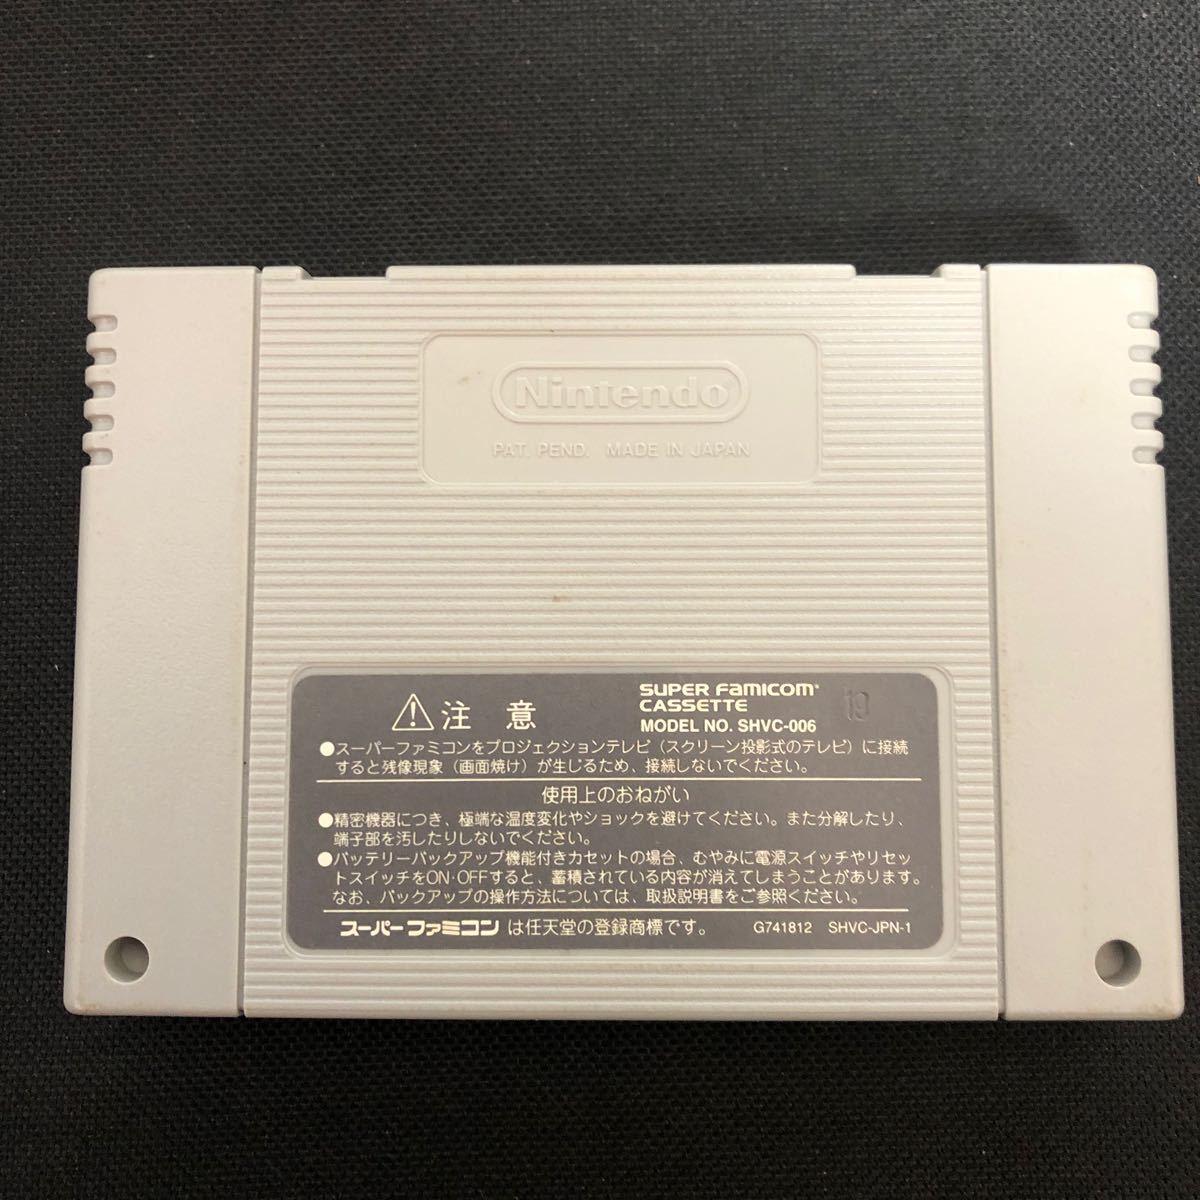 Nintendo
PAT. PEND. MADE IN JAPAN
注意
SUPER FAMICOM
CASSETTE
MODEL NO. SHVC-006
19
●スーパーファミコンをプロジェクションテレビ（スクリーン投影式のテレビ）に接続
すると残像現象（画面焼け）が生じるため、接続しないでください。
使用上のおねがい
●精密機器につき、極端な温度変化やショックを避けてください。また分解したり、
端子部を汚したりしないでください。
●バッテリーバックアップ機能付きカセットの場合、むやみに電源スイッチやリセッ
トスイッチをON·OFFすると、蓄積されている内容が消えてしまうことがあります。
なお、バックアップの操作方法については、取扱説明書をご参照ください。
スーパーファミコンは任天堂の登録商標です。 G741812 SHVC-JPN-1